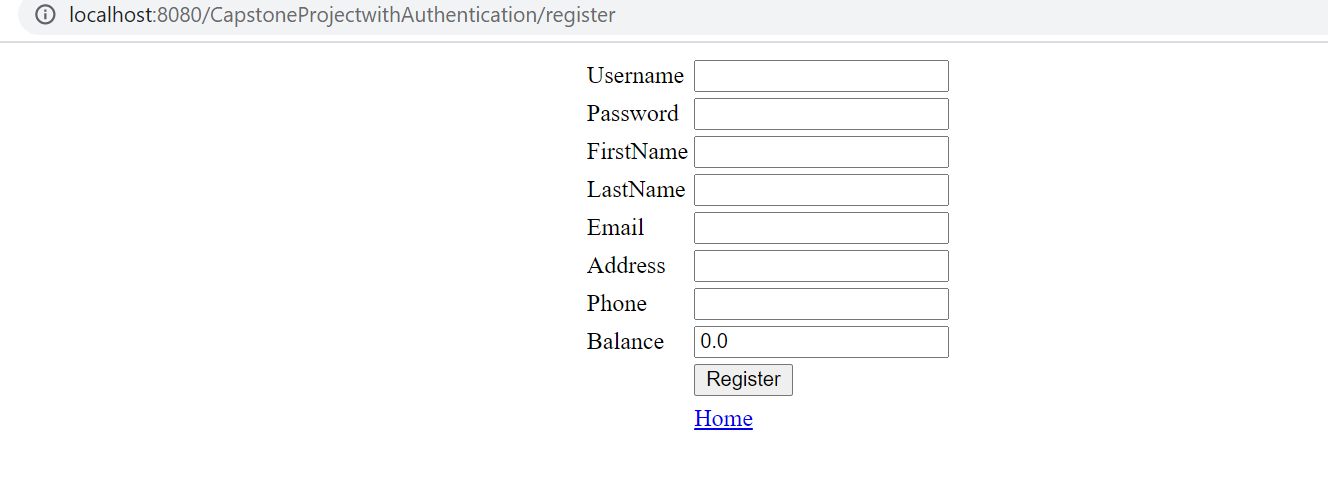 localhost:8080/CapstoneProjectwithAuthentication/register
Username
Password
FirstName
LastName
Email
Address
Phone
Balance 0.0
Register
Home